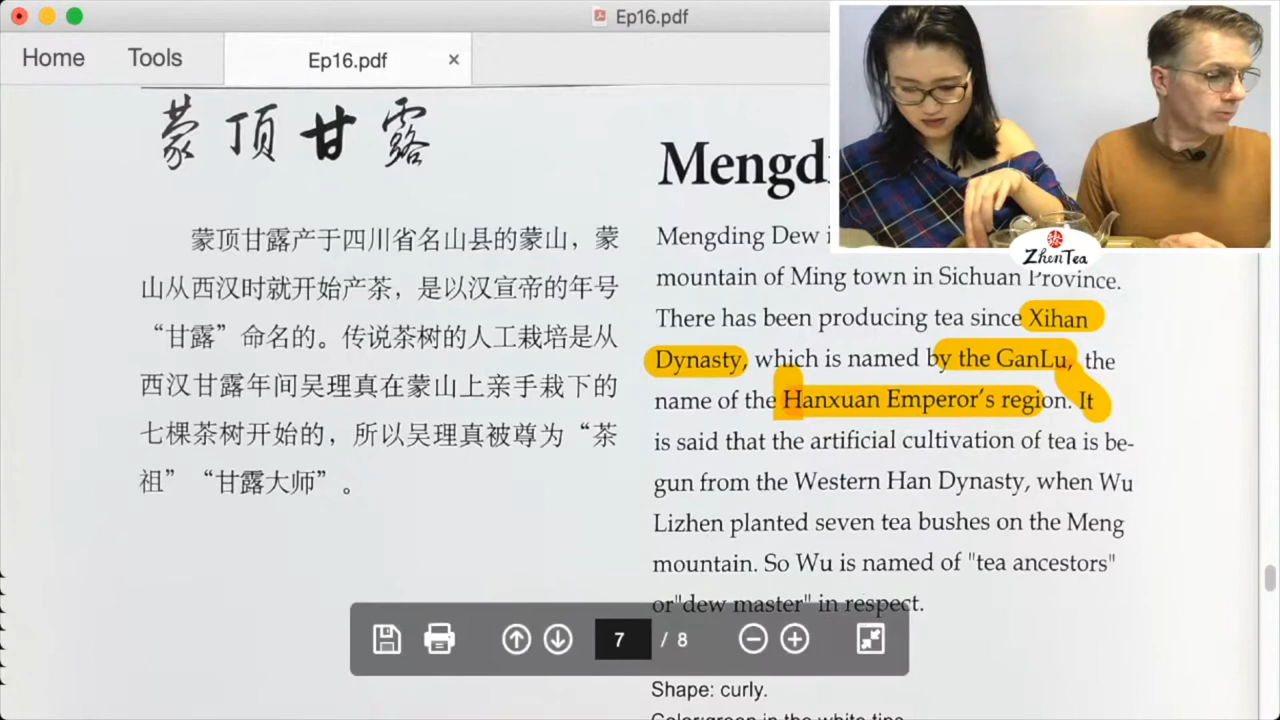 Ep16.pdf
Home
Tools
Ep16.pdf
蒙顶甘露
蒙顶甘露产于四川省名山县的蒙山，蒙
山从西汉时就开始产茶，是以汉宣帝的年号
“甘露”命名的。传说茶树的人工栽培是从
西汉甘露年间吴理真在蒙山上亲手栽下的
七棵茶树开始的，所以吴理真被尊为“茶
祖”“甘露大师”。
Mengding Dew
mountain of Ming town in Sichuan Province.
There has been producing tea since Xihan
Dynasty, which is named by the GanLu, the
name of the Hanxuan Emperor's region. It
is said that the artificial cultivation of tea is be-
gun from the Western Han Dynasty, when Wu
Lizhen planted seven tea bushes on the Meng
mountain. So Wu is named of "tea ancestors"
or"dew master" in respect.
Shape: curly.
Color:green in the white tips
ZhenTea
7 / 8